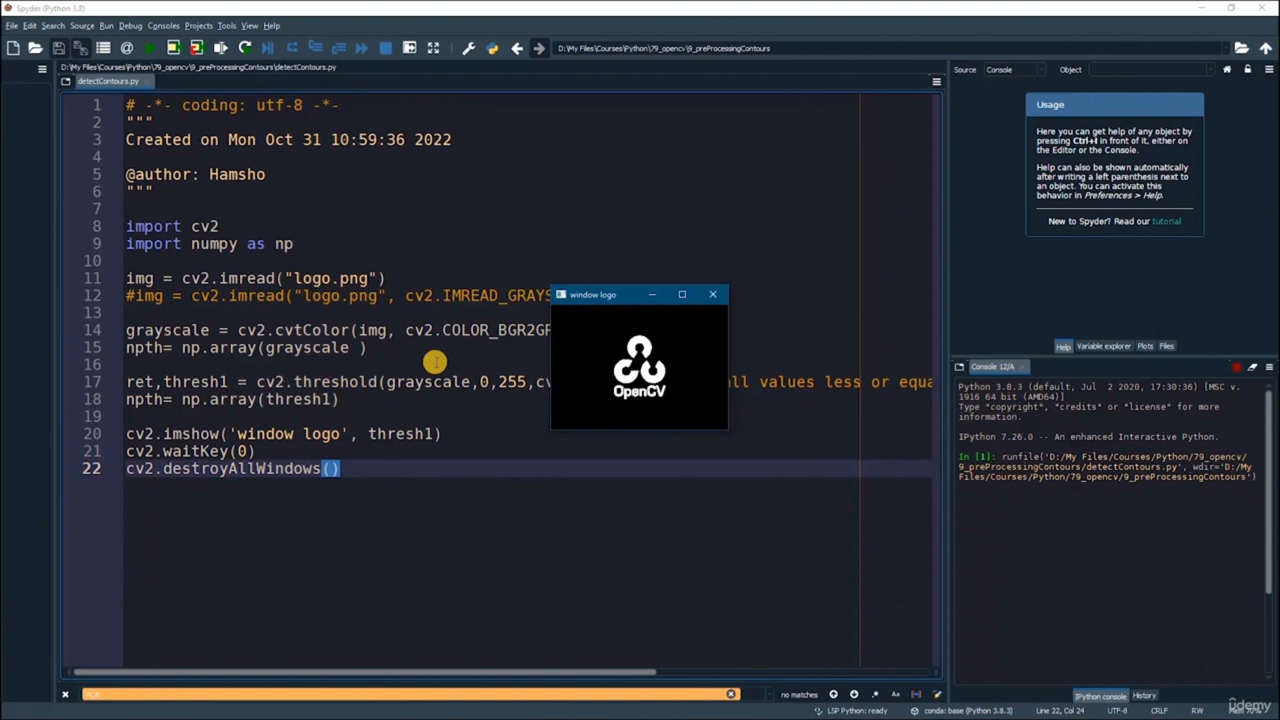 Spyder (Python 3.8)
File Edit Search Source Run Debug Consoles Projects Tools View Help
D:\My Files\Courses\Python\79_opencv\9_preProcessingContours
D:\My Files\Courses\Python\79_opencv\9_preProcessingContours\detectContours.py
detectContours.py
1 # -*- coding: utf-8 -*-
2 """
3 Created on Mon Oct 31 10:59:36 2022
4
5 @author: Hamsho
6 """
7
8 import cv2
9 import numpy as np
10
11 img = cv2.imread("logo.png")
12 #img = cv2.imread("logo.png", cv2.IMREAD_GRAYS
13
14 grayscale = cv2.cvtColor(img, cv2.COLOR_BGR2GR
15 npth= np.array(grayscale )
16
17 ret,thresh1 = cv2.threshold(grayscale,0,255,cv all values less or equa
18 npth= np.array(thresh1)
19
20 cv2.imshow('window logo', thresh1)
21 cv2.waitKey(0)
22 cv2.destroyAllWindows()
window logo
OpenCV
Source Console Object
Usage
Here you can get help of any object by
pressing Ctrl+I in front of it, either on
the Editor or the Console.
Help can also be shown automatically
after writing a left parenthesis next to
an object. You can activate this
behavior in Preferences > Help.
New to Spyder? Read our tutorial
Help Variable explorer Plots Files
Console 12/A
Python 3.8.3 (default, Jul 2 2020, 17:30:36) [MSC v.
1916 64 bit (AMD64)]
Type "copyright", "credits" or "license" for more
information.
IPython 7.26.0 -- An enhanced Interactive Python.
In [1]: runfile('D:/My Files/Courses/Python/79_opencv/
9_preProcessingContours/detectContours.py', wdir='D:/My
Files/Courses/Python/79_opencv/9_preProcessingContours')
PCA
no matches
Aa
IPython console History
LSP Python: ready conda: base (Python 3.8.3) Line 22, Col 24 UTF-8 CRLF RW
ûdemy